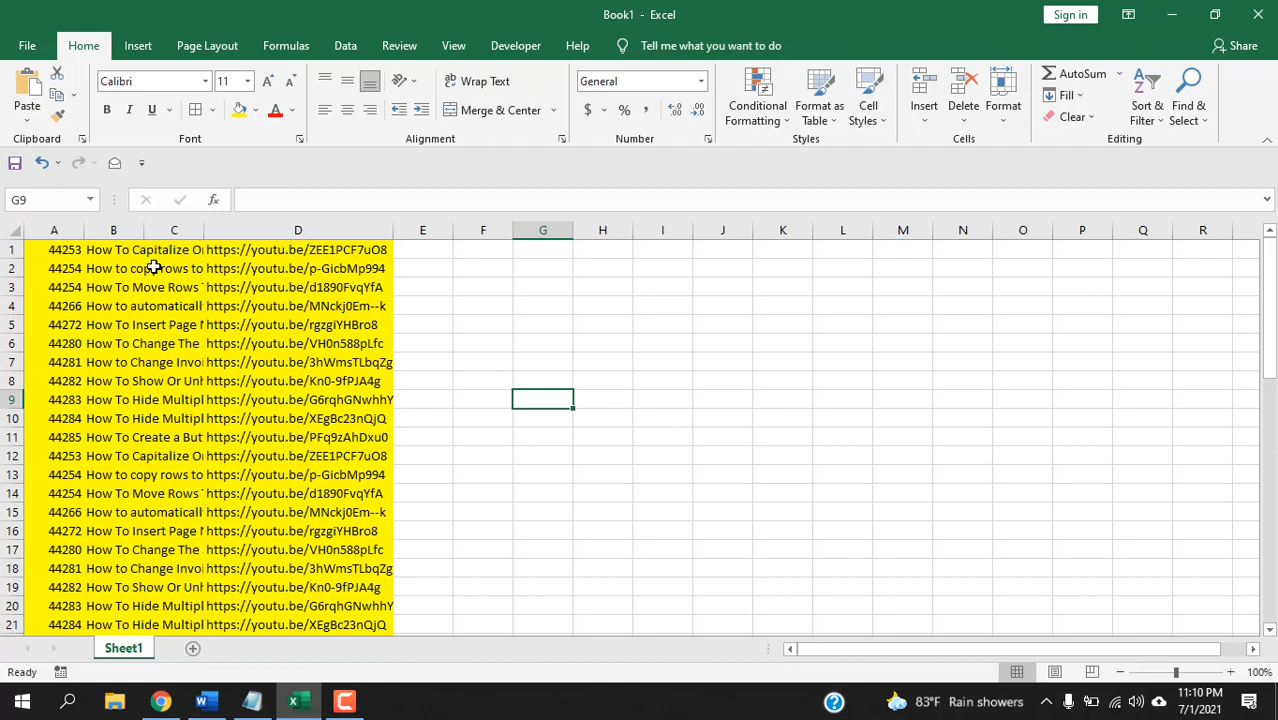 Book1 - Excel
Sign in
File Home Insert Page Layout Formulas Data Review View Developer Help Tell me what you want to do Share
Paste Calibri 11 Wrap Text General Conditional Formatting Format as Table Cell Styles Insert Delete Format AutoSum Fill Clear Sort & Filter Find & Select
B I U A Merge & Center $ %
Clipboard Font Alignment Number Styles Cells Editing
G9 fx
A B C D E F G H I J K L M N O P Q R
1 44253 How To Capitalize O https://youtu.be/ZEE1PCF7uO8
2 44254 How to copy rows to https://youtu.be/p-GicbMp994
3 44254 How To Move Rows https://youtu.be/d1890FvqYfA
4 44266 How to automaticall https://youtu.be/MNckj0Em--k
5 44272 How To Insert Page https://youtu.be/rgzgiYHBro8
6 44280 How To Change The https://youtu.be/VH0n588pLfc
7 44281 How to Change Invoi https://youtu.be/3hWmsTLbqZg
8 44282 How To Show Or Unh https://youtu.be/Kn0-9fPJA4g
9 44283 How To Hide Multipl https://youtu.be/G6rqhGNwhhY
10 44284 How To Hide Multipl https://youtu.be/XEgBc23nQjQ
11 44285 How To Create a But https://youtu.be/PFq9zAhDxu0
12 44253 How To Capitalize O https://youtu.be/ZEE1PCF7uO8
13 44254 How to copy rows to https://youtu.be/p-GicbMp994
14 44254 How To Move Rows https://youtu.be/d1890FvqYfA
15 44266 How to automaticall https://youtu.be/MNckj0Em--k
16 44272 How To Insert Page https://youtu.be/rgzgiYHBro8
17 44280 How To Change The https://youtu.be/VH0n588pLfc
18 44281 How to Change Invoi https://youtu.be/3hWmsTLbqZg
19 44282 How To Show Or Unh https://youtu.be/Kn0-9fPJA4g
20 44283 How To Hide Multipl https://youtu.be/G6rqhGNwhhY
21 44284 How To Hide Multipl https://youtu.be/XEgBc23nQjQ
Sheet1
Ready 100%
83°F Rain showers 11:10 PM
7/1/2021